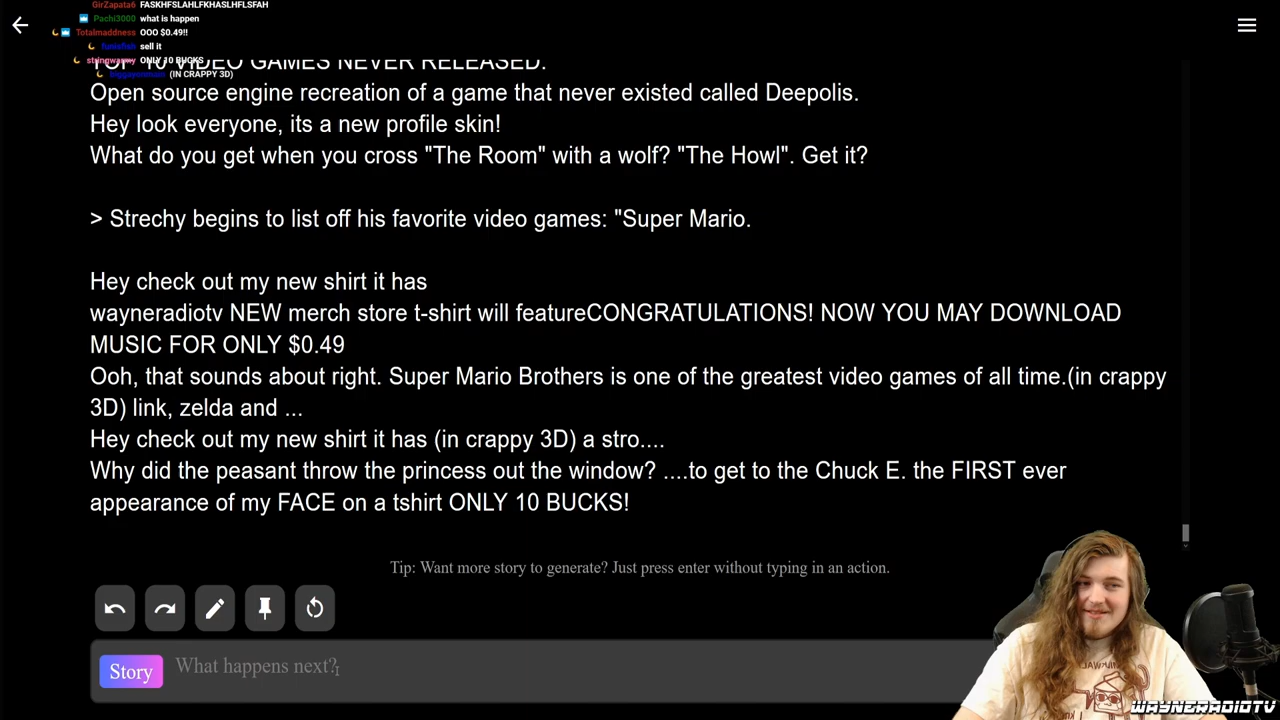 GirZapata6 FASKHFSLAHLFKHASLHFLSFAH
Pachi3000 what is happen
Totalmaddness OOO $0.49!!
funisfish sell it
ONLY 10 BUCKS
(IN CRAPPY 3D)
TOP 10 VIDEO GAMES NEVER RELEASED.
Open source engine recreation of a game that never existed called Deepolis.
Hey look everyone, its a new profile skin!
What do you get when you cross "The Room" with a wolf? "The Howl". Get it?
> Strechy begins to list off his favorite video games: "Super Mario.
Hey check out my new shirt it has
wayneradiotv NEW merch store t-shirt will featureCONGRATULATIONS! NOW YOU MAY DOWNLOAD
MUSIC FOR ONLY $0.49
Ooh, that sounds about right. Super Mario Brothers is one of the greatest video games of all time.(in crappy
3D) link, zelda and ...
Hey check out my new shirt it has (in crappy 3D) a stro....
Why did the peasant throw the princess out the window? ....to get to the Chuck E. the FIRST ever
appearance of my FACE on a tshirt ONLY 10 BUCKS!
Tip: Want more story to generate? Just press enter without typing in an action.
Story What happens next?
WAYNERADIOTV